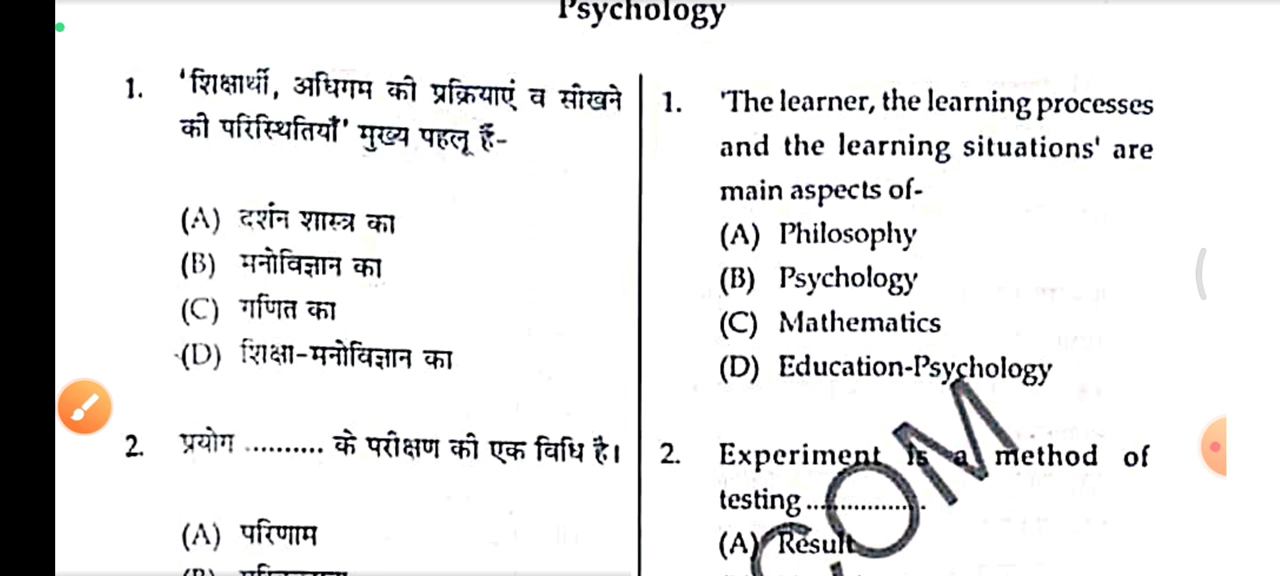 Psychology
1. 'शिक्षार्थी, अधिगम की प्रक्रियाएं व सीखने
की परिस्थितियाँ' मुख्य पहलू हैं-
(A) दर्शन शास्त्र का
(B) मनोविज्ञान का
(C) गणित का
(D) शिक्षा-मनोविज्ञान का
2. प्रयोग .......... के परीक्षण की एक विधि है।
(A) परिणाम
1. 'The learner, the learning processes
and the learning situations' are
main aspects of-
(A) Philosophy
(B) Psychology
(C) Mathematics
(D) Education-Psychology
2. Experiment is a method of
testing ..................
(A) Result
COM